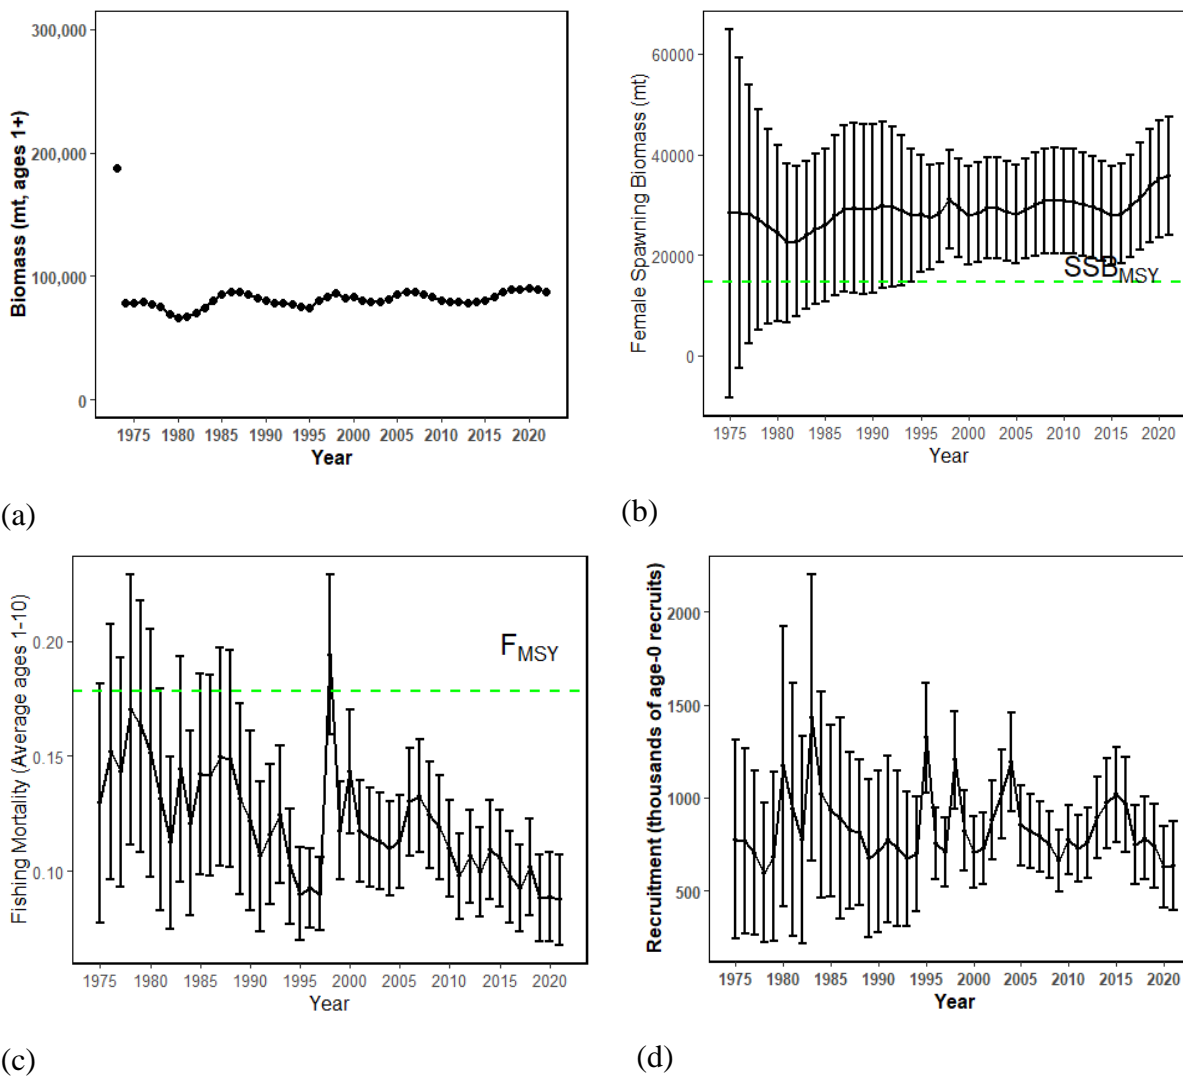 Biomass (mt, ages 1+)
300,000
200,000
100,000
0
1975 1980 1985 1990 1995 2000 2005 2010 2015 2020
Year
(a)
Female Spawning Biomass (mt)
60000
40000
20000
0
SSBMSY
1975 1980 1985 1990 1995 2000 2005 2010 2015 2020
Year
(b)
Fishing Mortality (Average ages 1-10)
0.20
0.15
0.10
FMSY
1975 1980 1985 1990 1995 2000 2005 2010 2015 2020
Year
(c)
Recruitment (thousands of age-0 recruits)
2000
1500
1000
500
1975 1980 1985 1990 1995 2000 2005 2010 2015 2020
Year
(d)